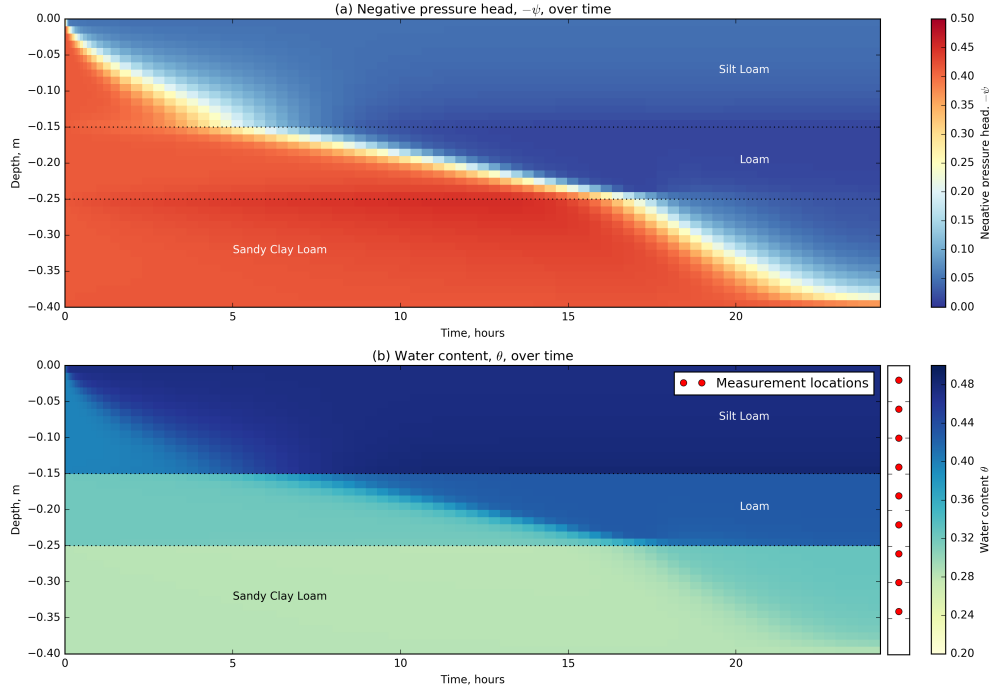 (a) Negative pressure head, −ψ, over time
0.00
−0.05
−0.10
−0.15
−0.20
−0.25
−0.30
−0.35
−0.40
Depth, m
Silt Loam
Loam
Sandy Clay Loam
0 5 10 15 20
Time, hours
0.50
0.45
0.40
0.35
0.30
0.25
0.20
0.15
0.10
0.05
0.00
Negative pressure head, −ψ
(b) Water content, θ, over time
0.00
−0.05
−0.10
−0.15
−0.20
−0.25
−0.30
−0.35
−0.40
Depth, m
Measurement locations
Silt Loam
Loam
Sandy Clay Loam
0 5 10 15 20
Time, hours
0.48
0.44
0.40
0.36
0.32
0.28
0.24
0.20
Water content θ